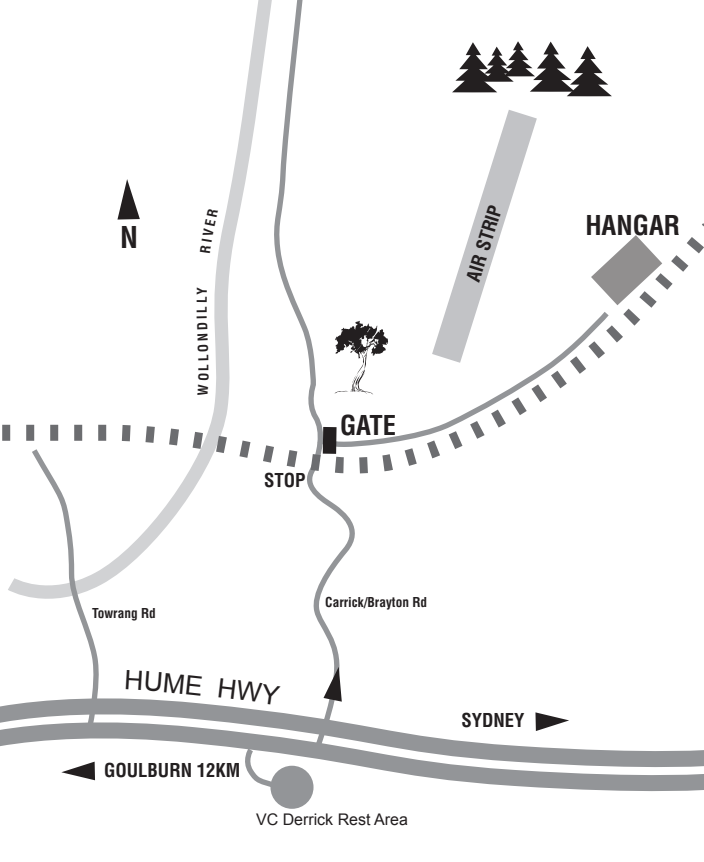 HANGAR
N
WOLLONDILLY RIVER
AIR STRIP
GATE
STOP
Towrang Rd
Carrick/Brayton Rd
HUME HWY
SYDNEY
GOULBURN 12KM
VC Derrick Rest Area